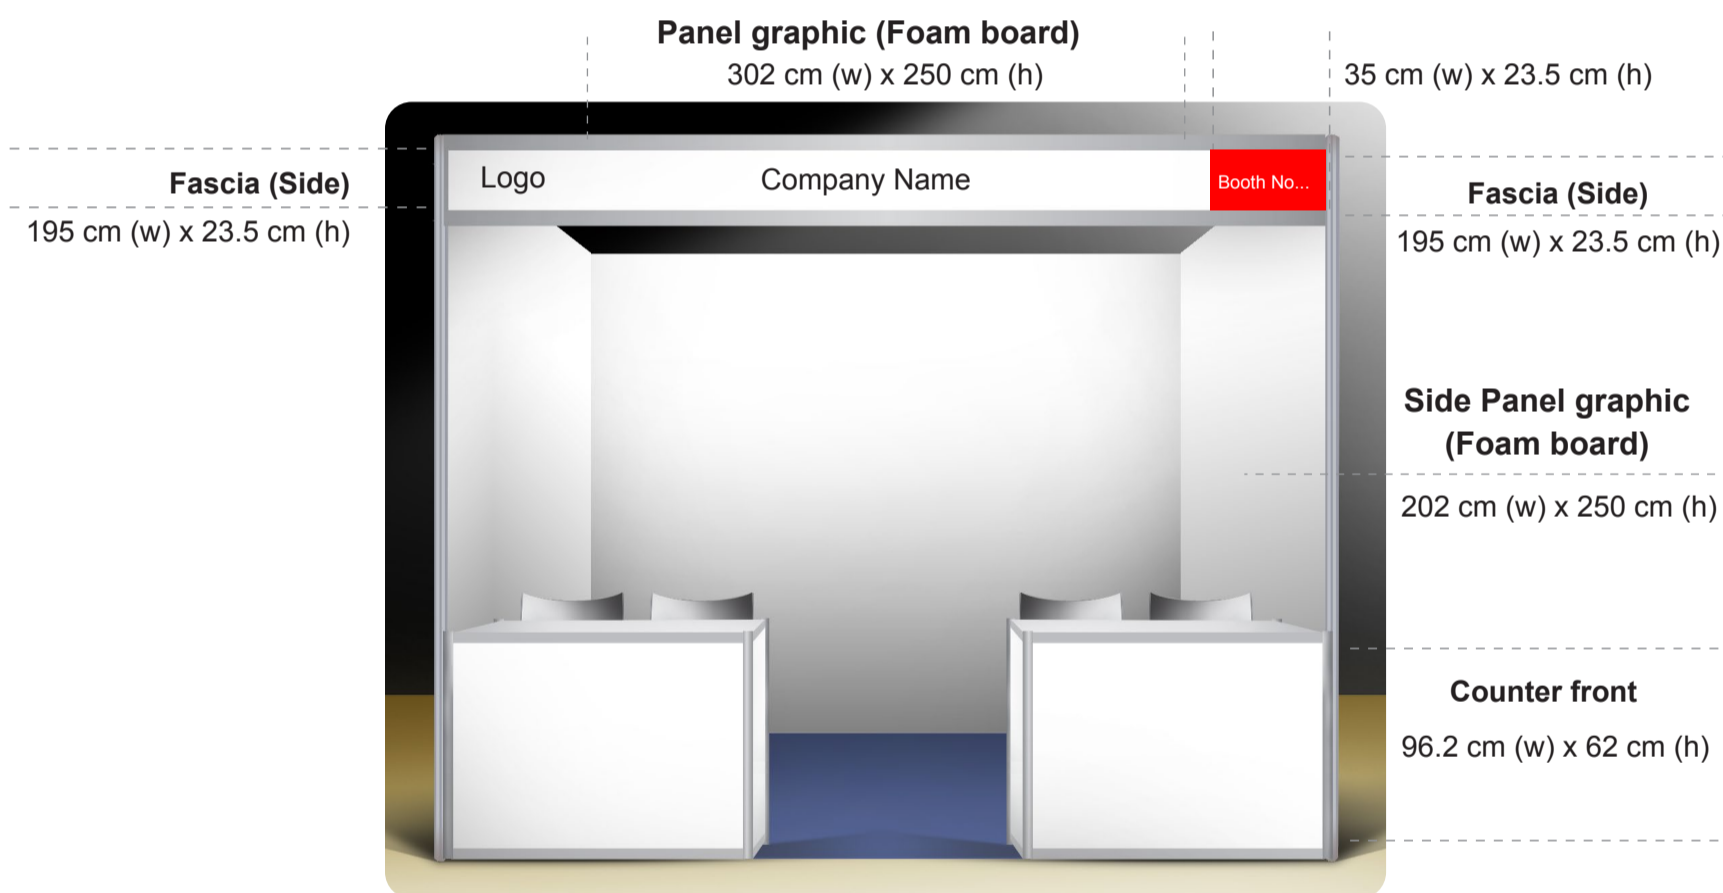 Panel graphic (Foam board)
302 cm (w) x 250 cm (h)
35 cm (w) x 23.5 cm (h)
Logo
Company Name
Booth No...
Fascia (Side)
195 cm (w) x 23.5 cm (h)
Fascia (Side)
195 cm (w) x 23.5 cm (h)
Side Panel graphic
(Foam board)
202 cm (w) x 250 cm (h)
Counter front
96.2 cm (w) x 62 cm (h)